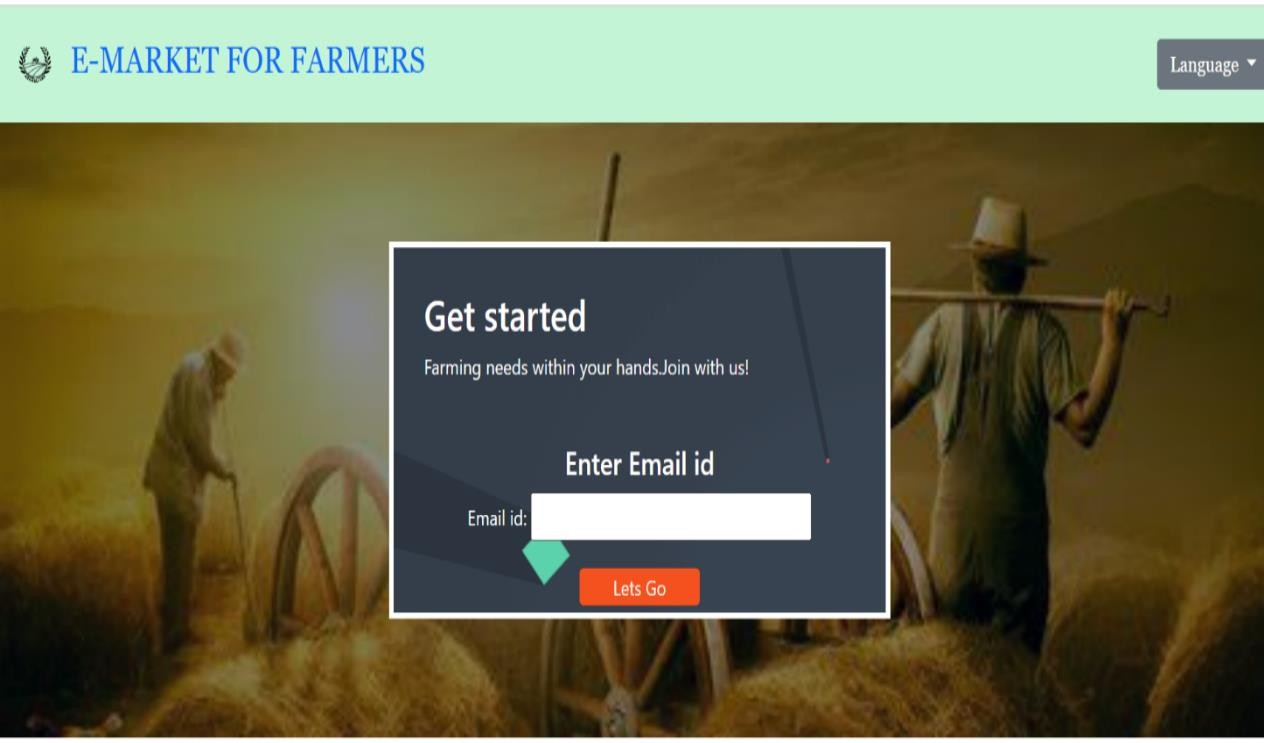 E-MARKET FOR FARMERS
Language
Get started
Farming needs within your hands.Join with us!
Enter Email id
Email id:
Lets Go